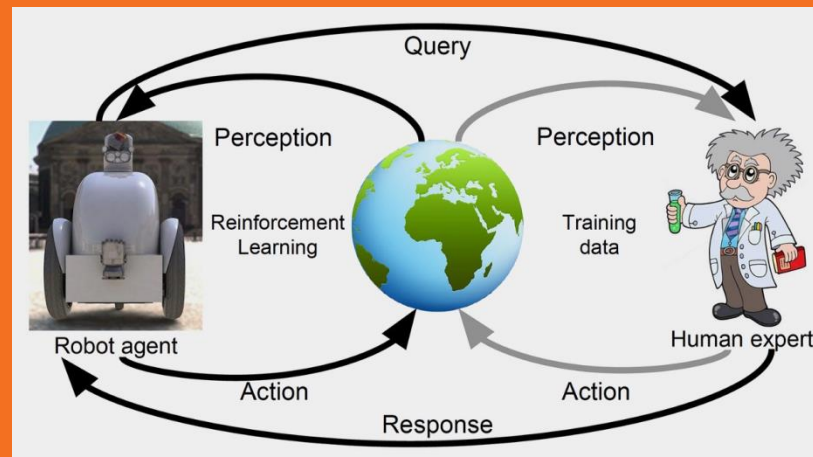 Query
Perception
Perception
Reinforcement
Learning
Training
data
Robot agent
Human expert
Action
Action
Response